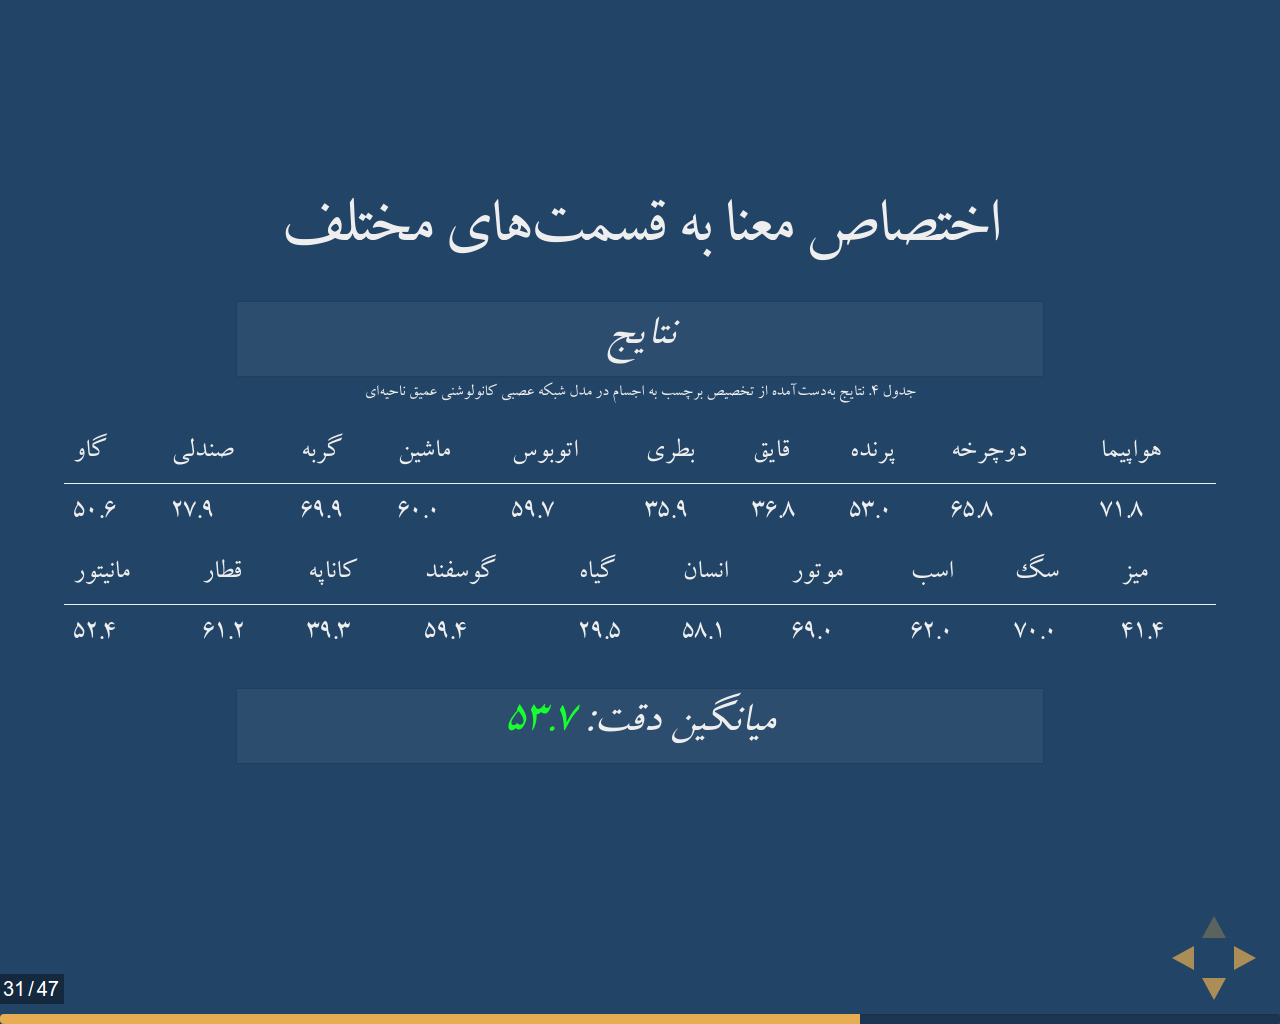 اختصاص معنا به قسمت‌های مختلف
نتایج
جدول ۴. نتایج به‌دست‌آمده از تخصیص برچسب به اجسام در مدل شبکه عصبی کانولوشنی عمیق ناحیه‌ای
هواپیما دوچرخه پرنده قایق بطری اتوبوس ماشین گربه صندلی گاو
۷۱.۸ ۶۵.۸ ۵۳.۰ ۳۶.۸ ۳۵.۹ ۵۹.۷ ۶۰.۰ ۶۹.۹ ۲۷.۹ ۵۰.۶
میز سگ اسب موتور انسان گیاه گوسفند کاناپه قطار مانیتور
۴۱.۴ ۷۰.۰ ۶۲.۰ ۶۹.۰ ۵۸.۱ ۲۹.۵ ۵۹.۴ ۳۹.۳ ۶۱.۲ ۵۲.۴
میانگین دقت: ۵۳.۷
31/47